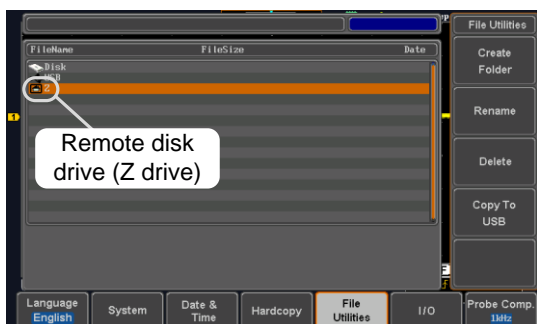 File Utilities
FileName FileSize Date
Disk
USB
Z
Create
Folder
1
Rename
Remote disk
drive (Z drive)
Delete
Copy To
USB
F
Language
English
System
Date &
Time
Hardcopy
File
Utilities
I/O
Probe Comp.
1kHz